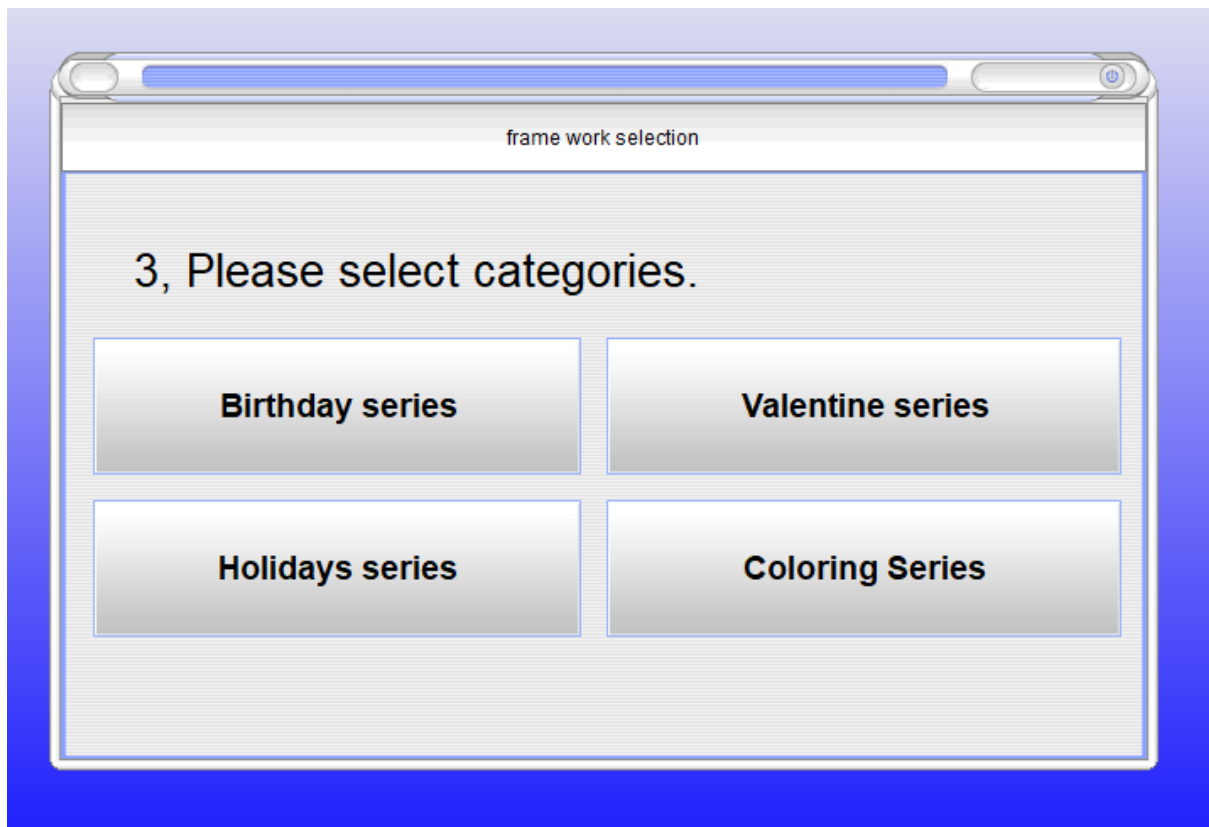 frame work selection
3, Please select categories.
Birthday series
Valentine series
Holidays series
Coloring Series